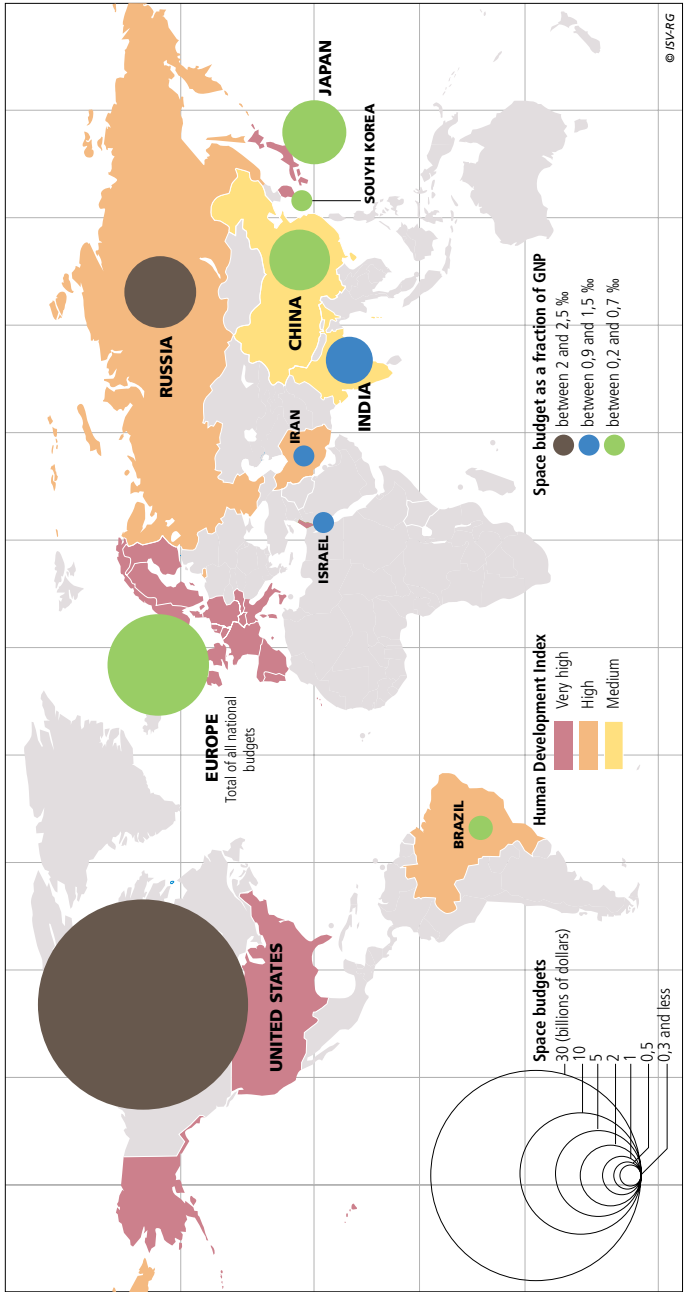 UNITED STATES
EUROPE
Total of all national
budgets
RUSSIA
JAPAN
SOUYH KOREA
CHINA
INDIA
IRAN
ISRAEL
BRAZIL
Space budgets
30 (billions of dollars)
10
5
2
1
0,5
0,3 and less
Human Development Index
Very high
High
Medium
Space budget as a fraction of GNP
between 2 and 2,5 ‰
between 0,9 and 1,5 ‰
between 0,2 and 0,7 ‰
© ISV-RG